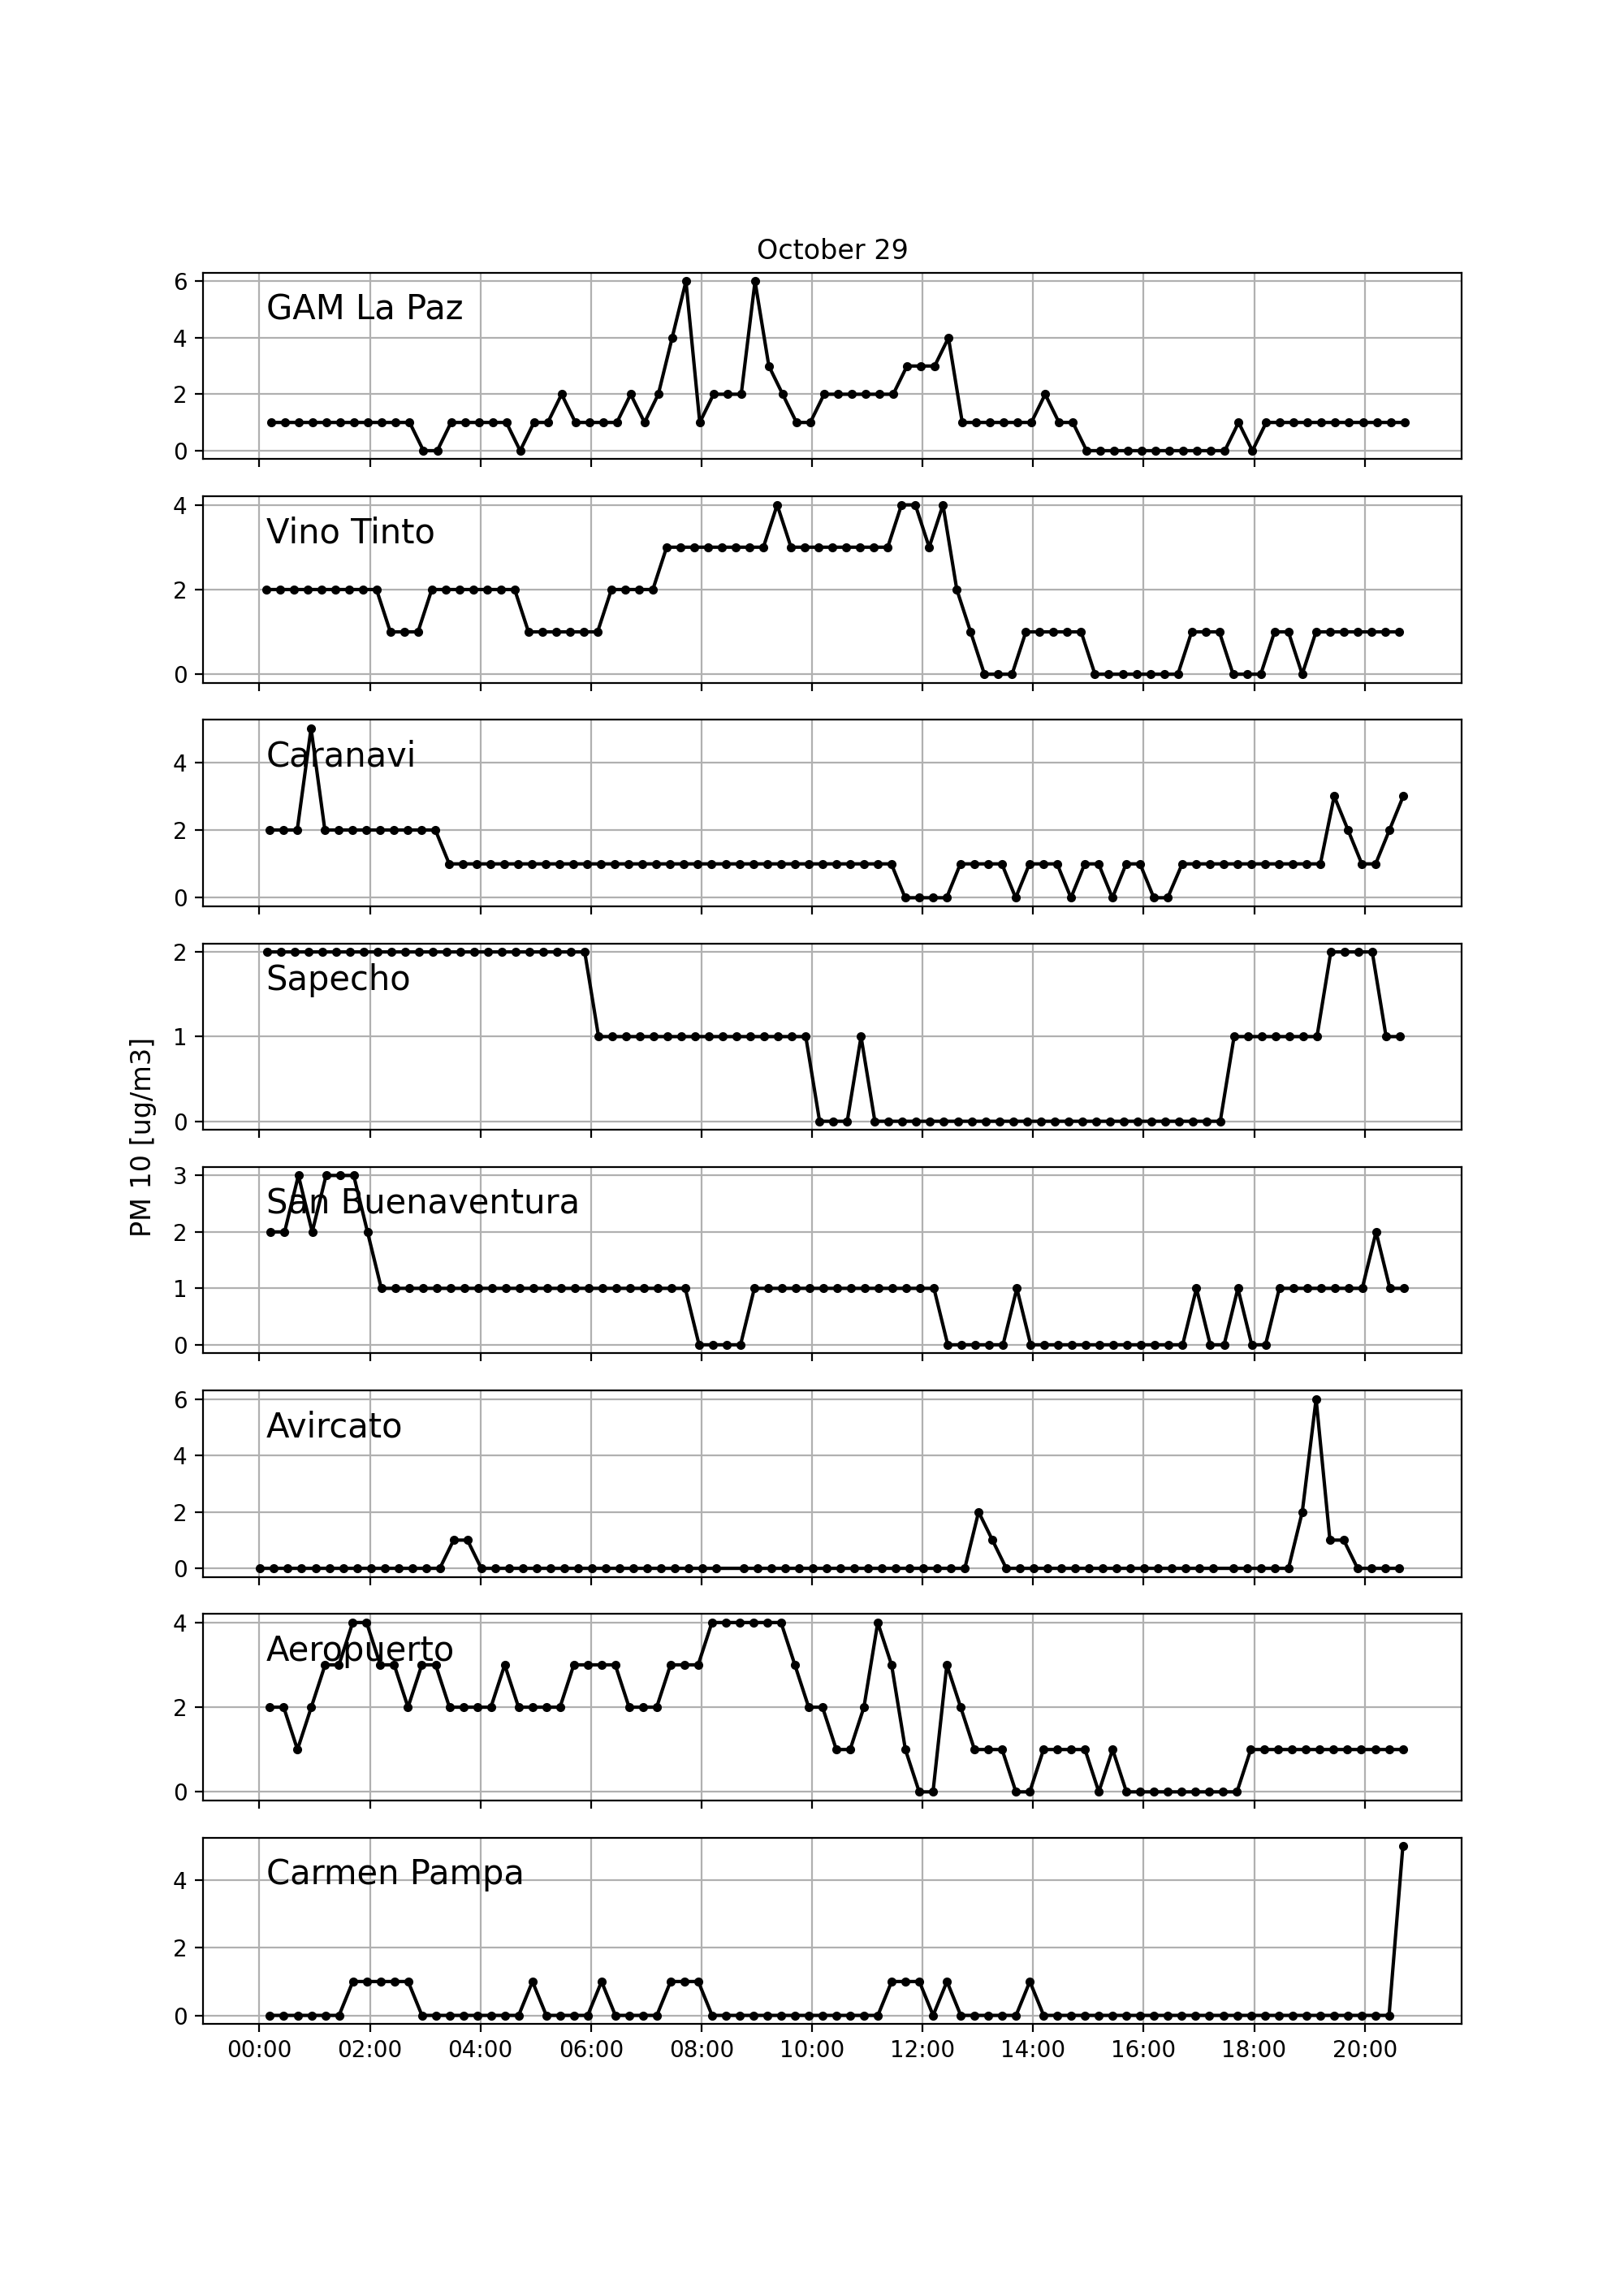 October 29
PM 10 [ug/m3]
6
GAM La Paz
4
2
0
4
Vino Tinto
2
0
Caranavi
4
2
0
2
Sapecho
1
0
3
San Buenaventura
2
1
0
6
Avircato
4
2
0
4
Aeropuerto
2
0
Carmen Pampa
4
2
0
00:00 02:00 04:00 06:00 08:00 10:00 12:00 14:00 16:00 18:00 20:00